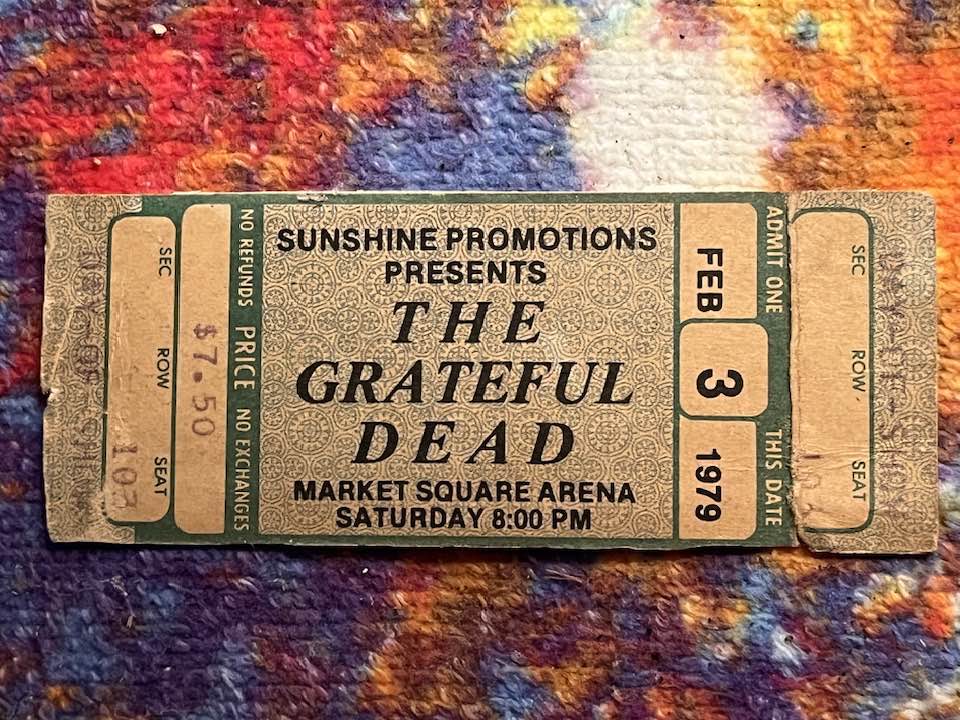 SEC
ROW
SEAT
107
$7.50
NO REFUNDS PRICE NO EXCHANGES
SUNSHINE PROMOTIONS
PRESENTS
THE
GRATEFUL
DEAD
MARKET SQUARE ARENA
SATURDAY 8:00 PM
FEB
3
1979
ADMIT ONE THIS DATE
SEC
ROW
SEAT